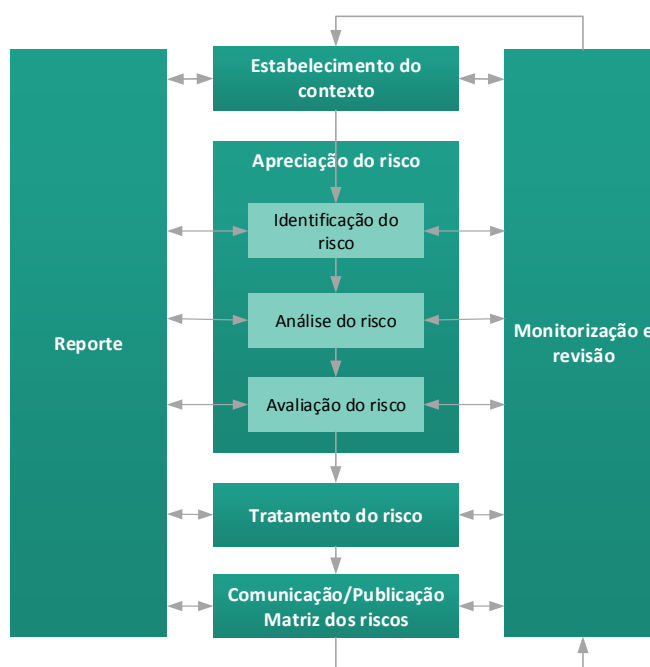 Estabelecimento do
contexto
Apreciação do risco
Identificação do
risco
Análise do risco
Reporte
Monitorização e
revisão
Avaliação do risco
Tratamento do risco
Comunicação/Publicação
Matriz dos riscos